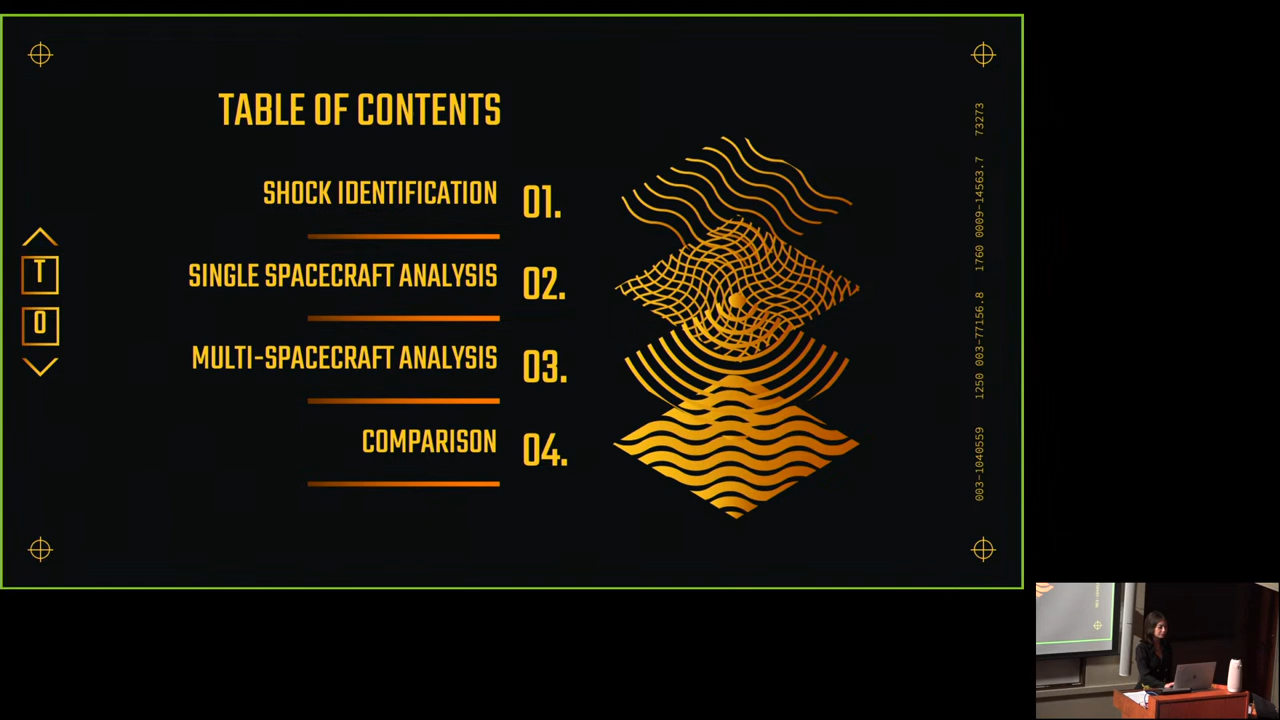 TABLE OF CONTENTS
SHOCK IDENTIFICATION 01.
SINGLE SPACECRAFT ANALYSIS 02.
MULTI-SPACECRAFT ANALYSIS 03.
COMPARISON 04.
T
O
003-1040559 1250 003-77156.8 1760 0009-14563.7 73273